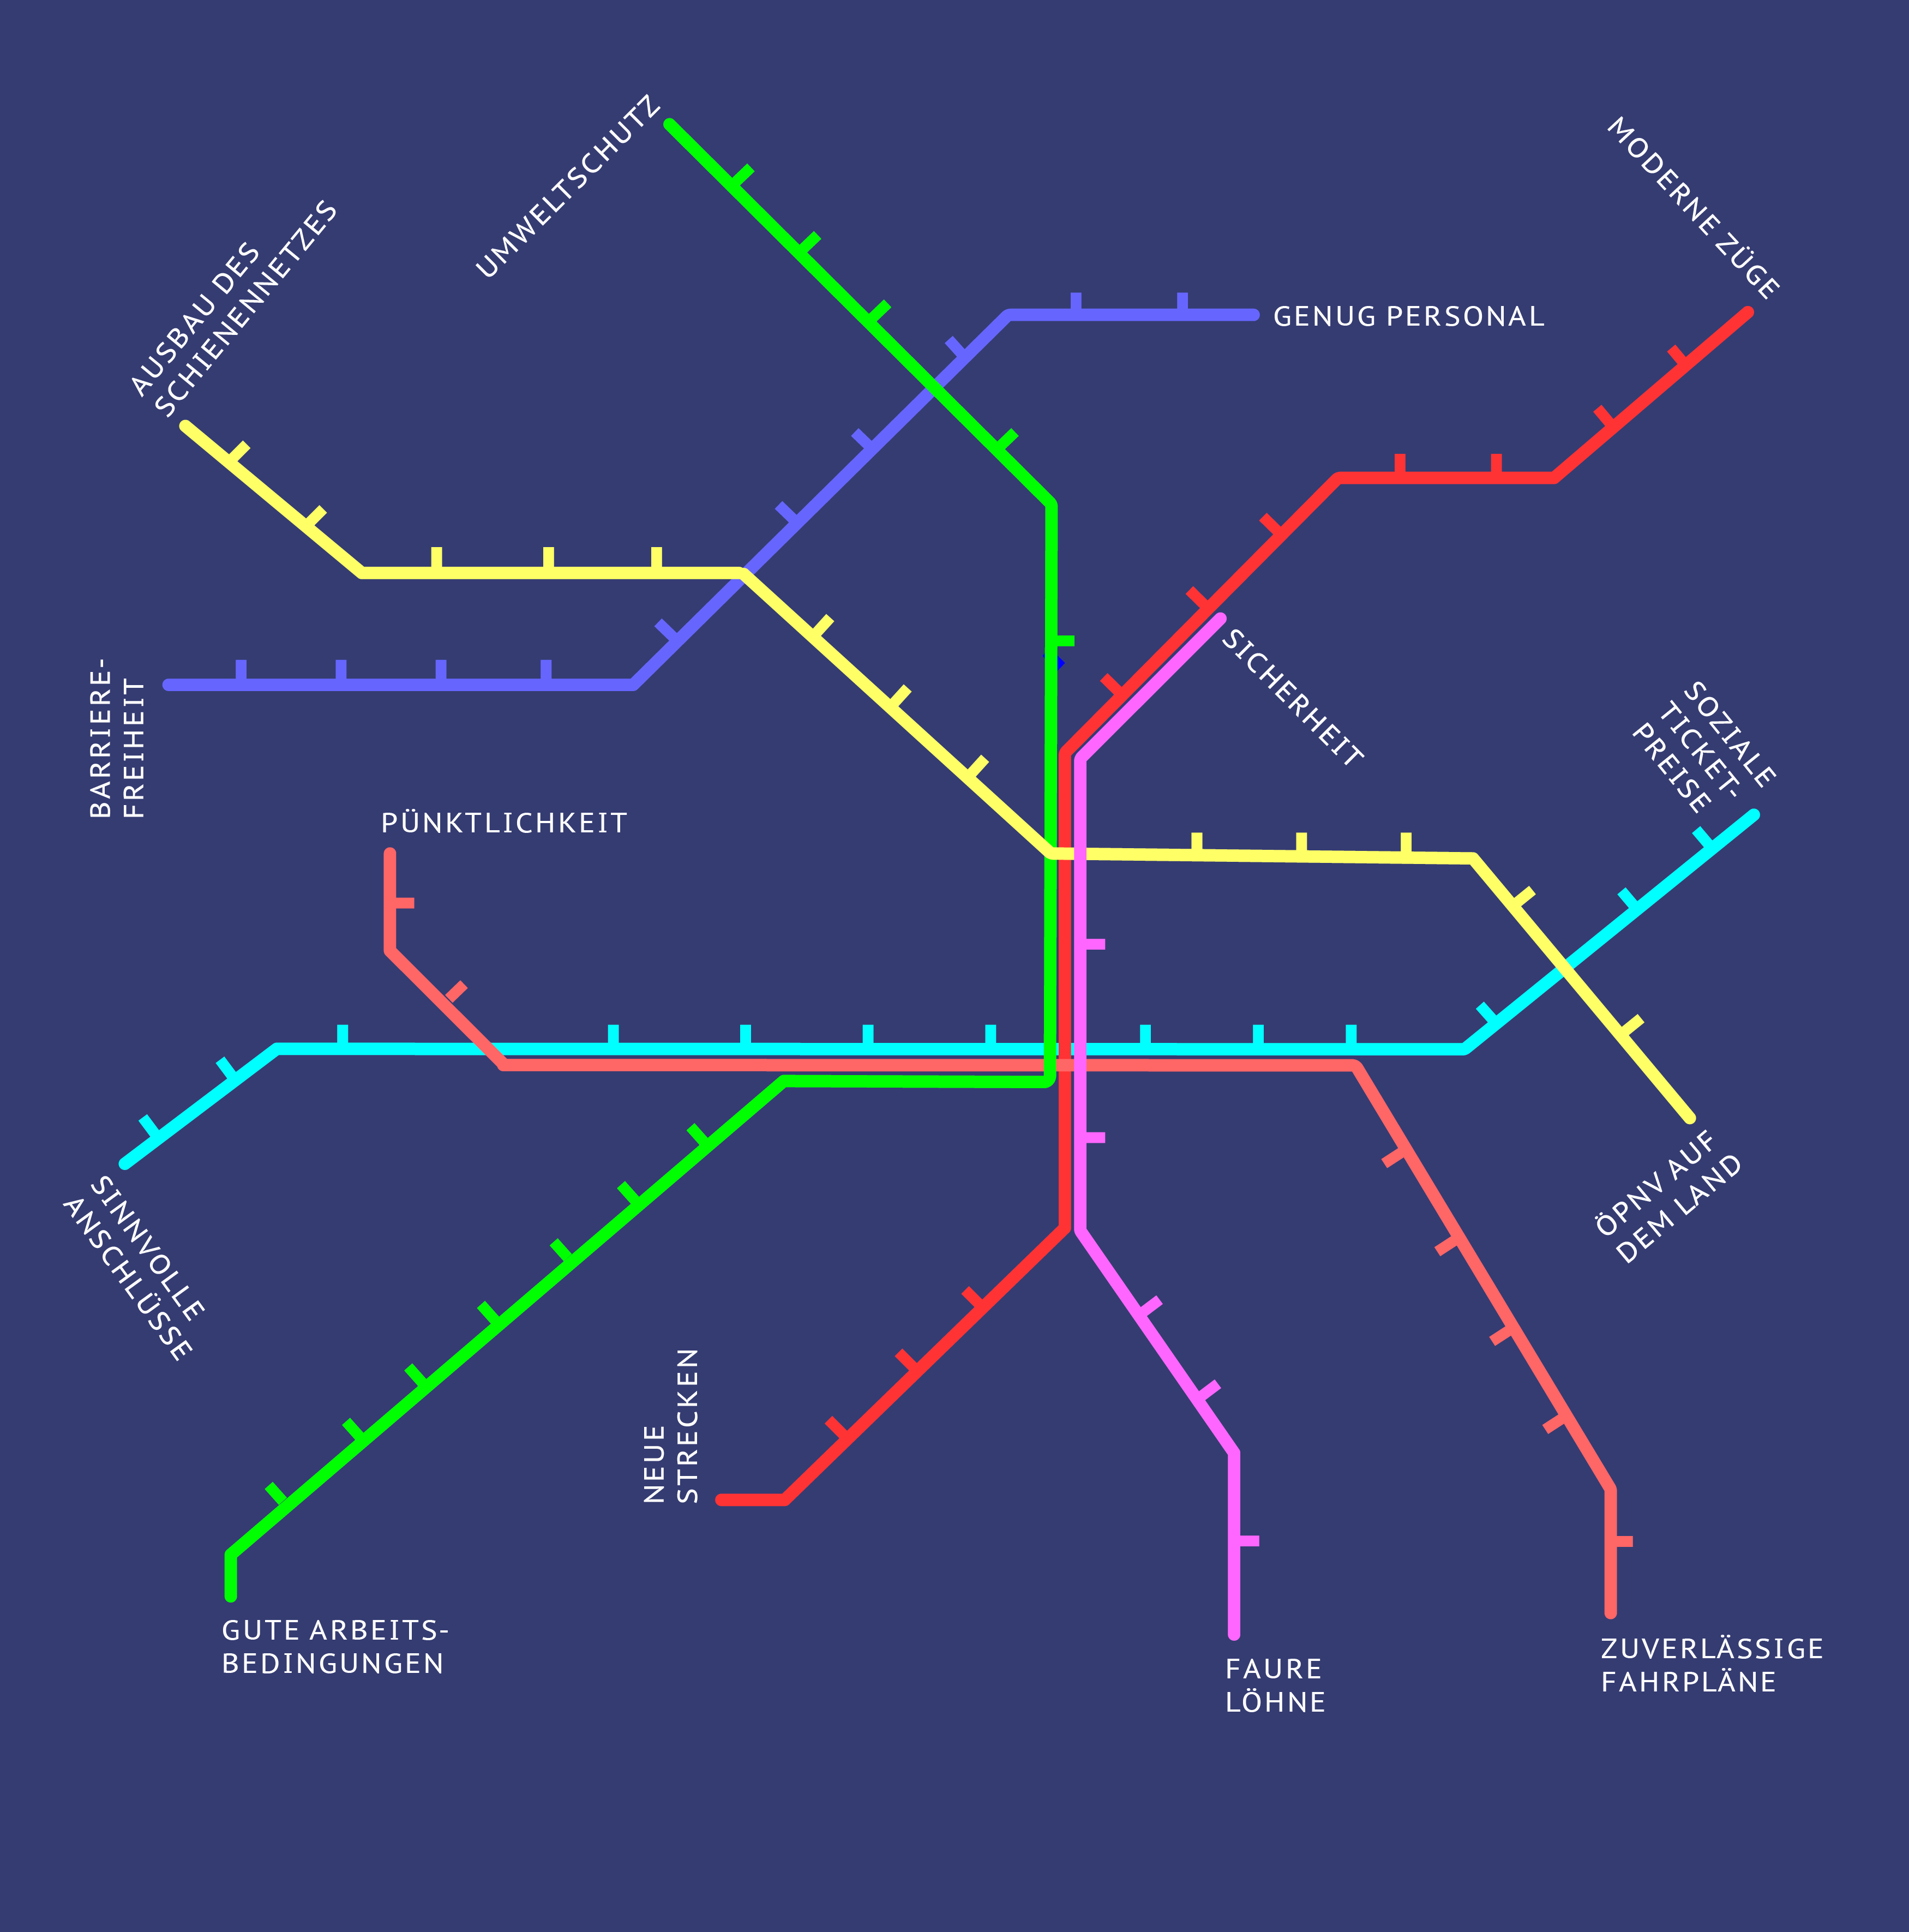 UMWELTSCHUTZ
MODERNE ZÜGE
AUSBAU DES
SCHIENENNETZES
GENUG PERSONAL
SICHERHEIT
BARRIERE-
FREIHEIT
SOZIALE
TICKET-
PREISE
PÜNKTLICHKEIT
ÖPNV AUF
DEM LAND
SINNVOLLE
ANSCHLÜSSE
NEUE
STRECKEN
GUTE ARBEITS-
BEDINGUNGEN
FAURE
LÖHNE
ZUVERLÄSSIGE
FAHRPLÄNE